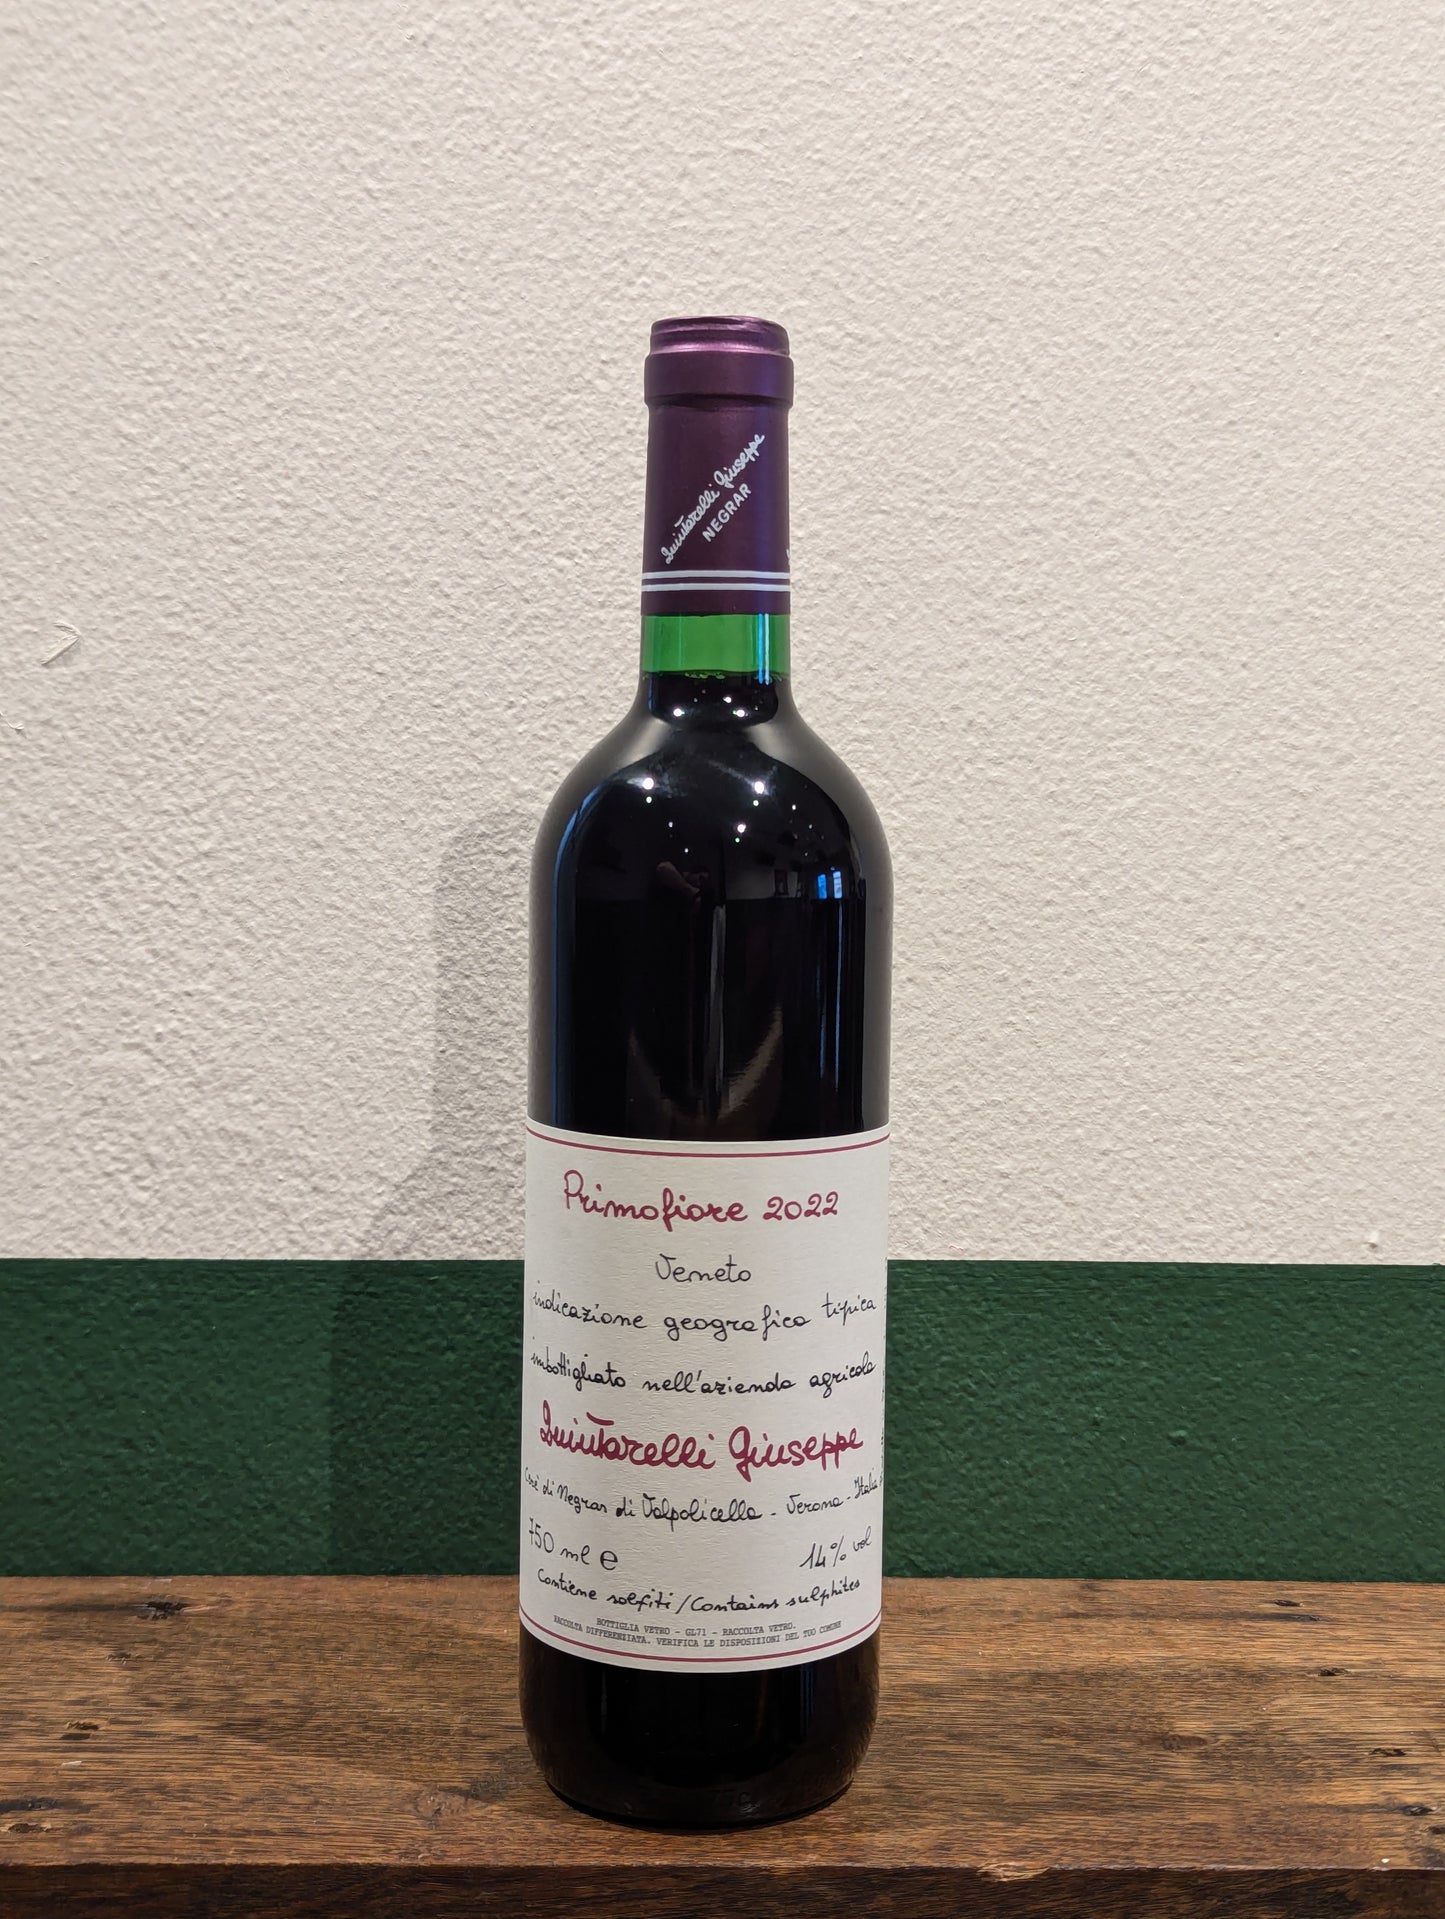 Quintarelli Giuseppe
NEGRAR
Primofiore 2022
Veneto
indicazione geografica tipica
imbottigliato nell'azienda agricola
Quintarelli Giuseppe
Cerè di Negrar di Valpolicella - Verona - Italia
750 ml e
14% vol
Contiene solfiti / Contains sulphites
BOTTIGLIA VETRO - GL71 - RACCOLTA VETRO.
RACCOLTA DIFFERENZIATA. VERIFICA LE DISPOSIZIONI DEL TUO COMUNE